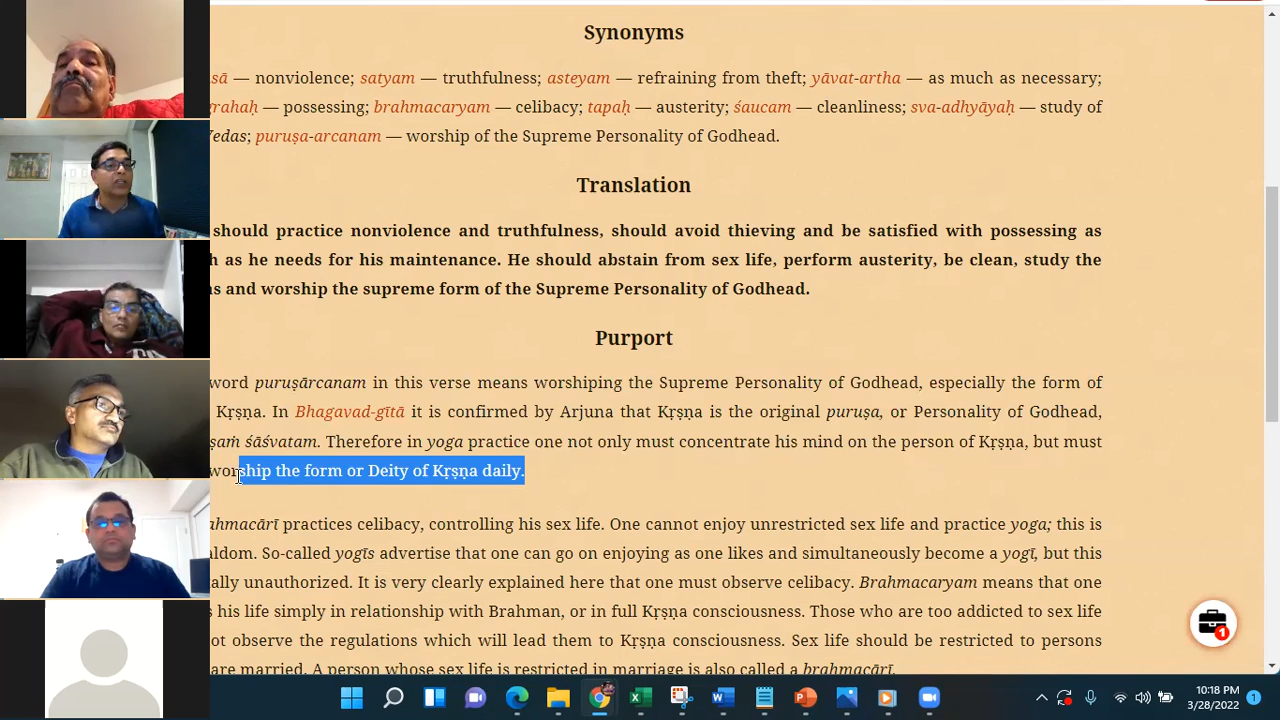 Synonyms
sā — nonviolence; satyam — truthfulness; asteyam — refraining from theft; yāvat-artha — as much as necessary;
grahaḥ — possessing; brahmacaryam — celibacy; tapaḥ — austerity; śaucam — cleanliness; sva-adhyāyaḥ — study of
Vedas; puruṣa-arcanam — worship of the Supreme Personality of Godhead.
Translation
should practice nonviolence and truthfulness, should avoid thieving and be satisfied with possessing as
h as he needs for his maintenance. He should abstain from sex life, perform austerity, be clean, study the
s and worship the supreme form of the Supreme Personality of Godhead.
Purport
word puruṣārcanam in this verse means worshiping the Supreme Personality of Godhead, especially the form of
Kṛṣṇa. In Bhagavad-gītā it is confirmed by Arjuna that Kṛṣṇa is the original puruṣa, or Personality of Godhead,
ṣaṁ śāśvatam. Therefore in yoga practice one not only must concentrate his mind on the person of Kṛṣṇa, but must
worship the form or Deity of Kṛṣṇa daily.
ahmacārī practices celibacy, controlling his sex life. One cannot enjoy unrestricted sex life and practice yoga; this is
aldom. So-called yogīs advertise that one can go on enjoying as one likes and simultaneously become a yogī, but this
ally unauthorized. It is very clearly explained here that one must observe celibacy. Brahmacaryam means that one
s his life simply in relationship with Brahman, or in full Kṛṣṇa consciousness. Those who are too addicted to sex life
ot observe the regulations which will lead them to Kṛṣṇa consciousness. Sex life should be restricted to persons
are married. A person whose sex life is restricted in marriage is also called a brahmacārī.
1
10:18 PM
3/28/2022
1